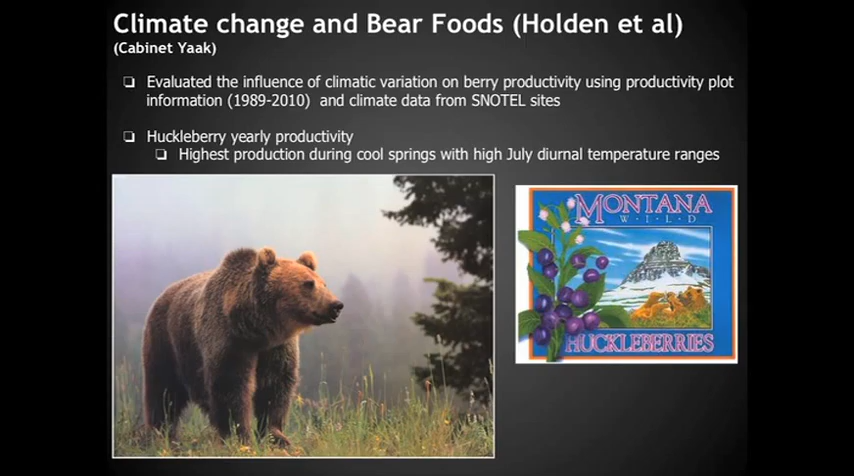 Climate change and Bear Foods (Holden et al)
(Cabinet Yaak)
Evaluated the influence of climatic variation on berry productivity using productivity plot
information (1989-2010) and climate data from SNOTEL sites
Huckleberry yearly productivity
Highest production during cool springs with high July diurnal temperature ranges
MONTANA
W·I·L·D
HUCKLEBERRIES